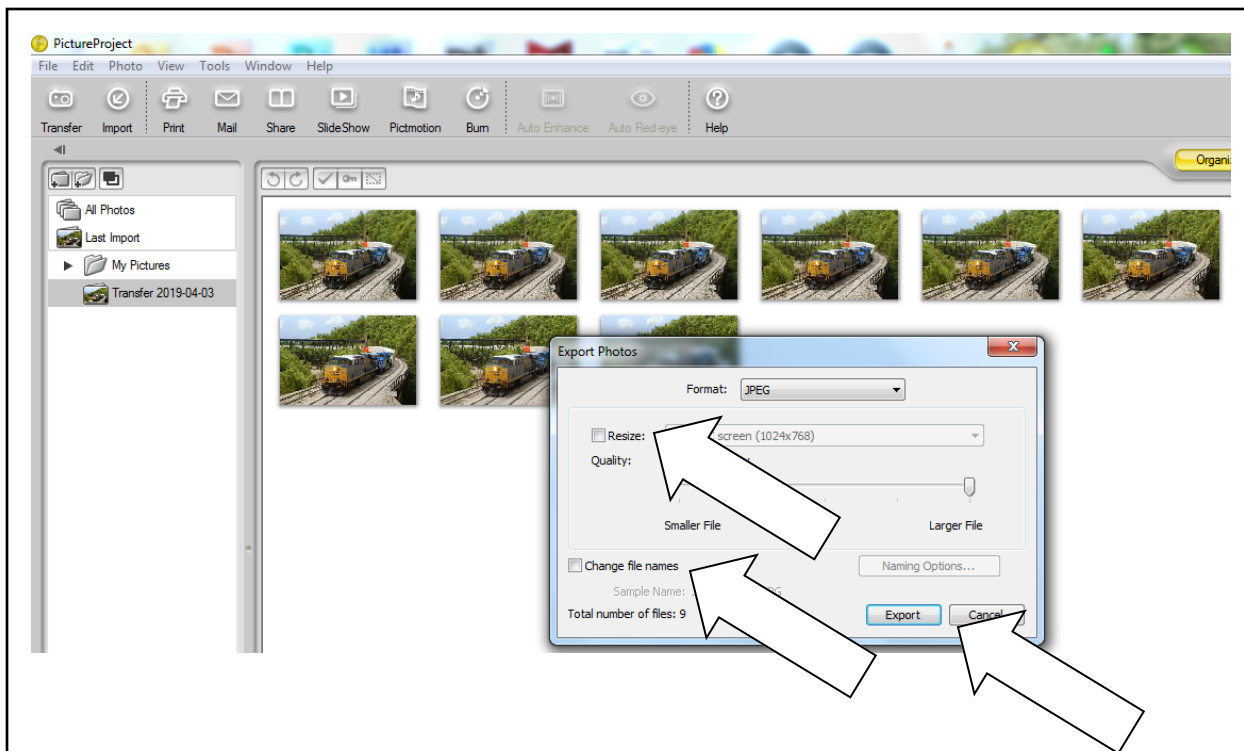 PictureProject
File Edit Photo View Tools Window Help
Transfer Import Print Mail Share SlideShow Pictmotion Burn Auto Enhance Auto Red-eye Help
Organi
All Photos
Last Import
My Pictures
Transfer 2019-04-03
Export Photos
Format: JPEG
Resize: screen (1024x768)
Quality:
Smaller File Larger File
Change file names Naming Options...
Sample Name:
Total number of files: 9 Export Cancel